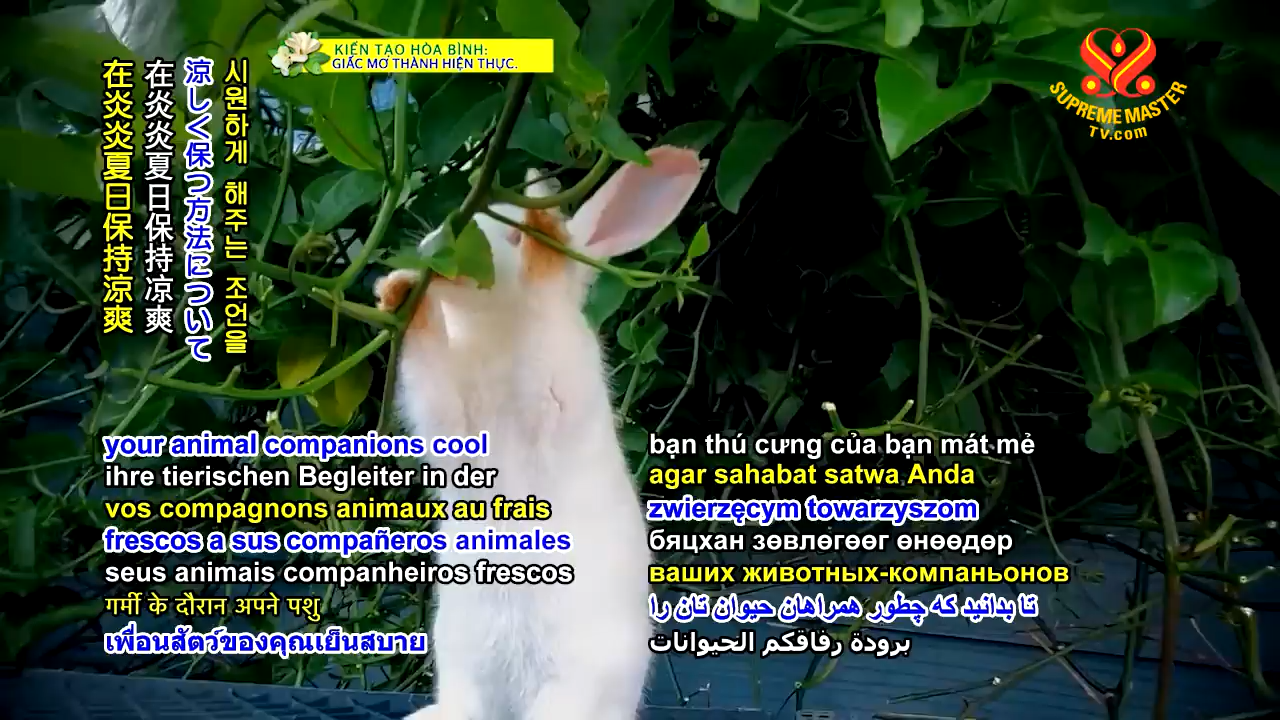 KIẾN TẠO HÒA BÌNH:
GIẤC MƠ THÀNH HIỆN THỰC.
SUPREME MASTER
TV.com
在炎炎夏日保持涼爽
在炎炎夏日保持凉爽
涼しく保つ方法について
시원하게 해주는 조언을
your animal companions cool
ihre tierischen Begleiter in der
vos compagnons animaux au frais
frescos a sus compañeros animales
seus animais companheiros frescos
गर्मी के दौरान अपने पशु
เพื่อนสัตว์ของคุณเย็นสบาย
bạn thú cưng của bạn mát mẻ
agar sahabat satwa Anda
zwierzęcym towarzyszom
бяцхан зөвлөгөөг өнөөдөр
ваших животных-компаньонов
تا بدانید که چطور همراهان حیوان تان را
برودة رفاقكم الحيوانات